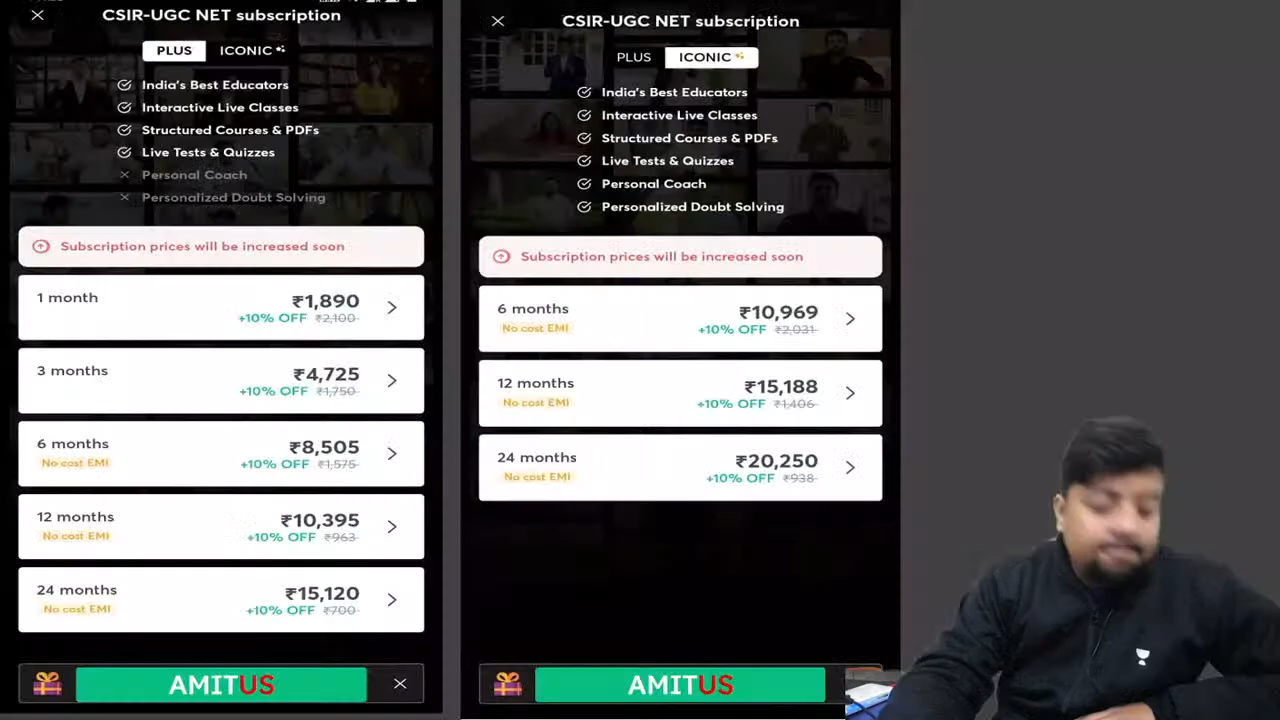 CSIR-UGC NET subscription
PLUS ICONIC
India's Best Educators
Interactive Live Classes
Structured Courses & PDFs
Live Tests & Quizzes
Personal Coach
Personalized Doubt Solving
Subscription prices will be increased soon
1 month ₹1,890
+10% OFF ₹2,100
3 months ₹4,725
+10% OFF ₹1,750
6 months ₹8,505
No cost EMI +10% OFF ₹1,575
12 months ₹10,395
No cost EMI +10% OFF ₹963
24 months ₹15,120
No cost EMI +10% OFF ₹700
AMITUS
CSIR-UGC NET subscription
PLUS ICONIC
India's Best Educators
Interactive Live Classes
Structured Courses & PDFs
Live Tests & Quizzes
Personal Coach
Personalized Doubt Solving
Subscription prices will be increased soon
6 months ₹10,969
No cost EMI +10% OFF ₹2,031
12 months ₹15,188
No cost EMI +10% OFF ₹1,406
24 months ₹20,250
No cost EMI +10% OFF ₹938
AMITUS